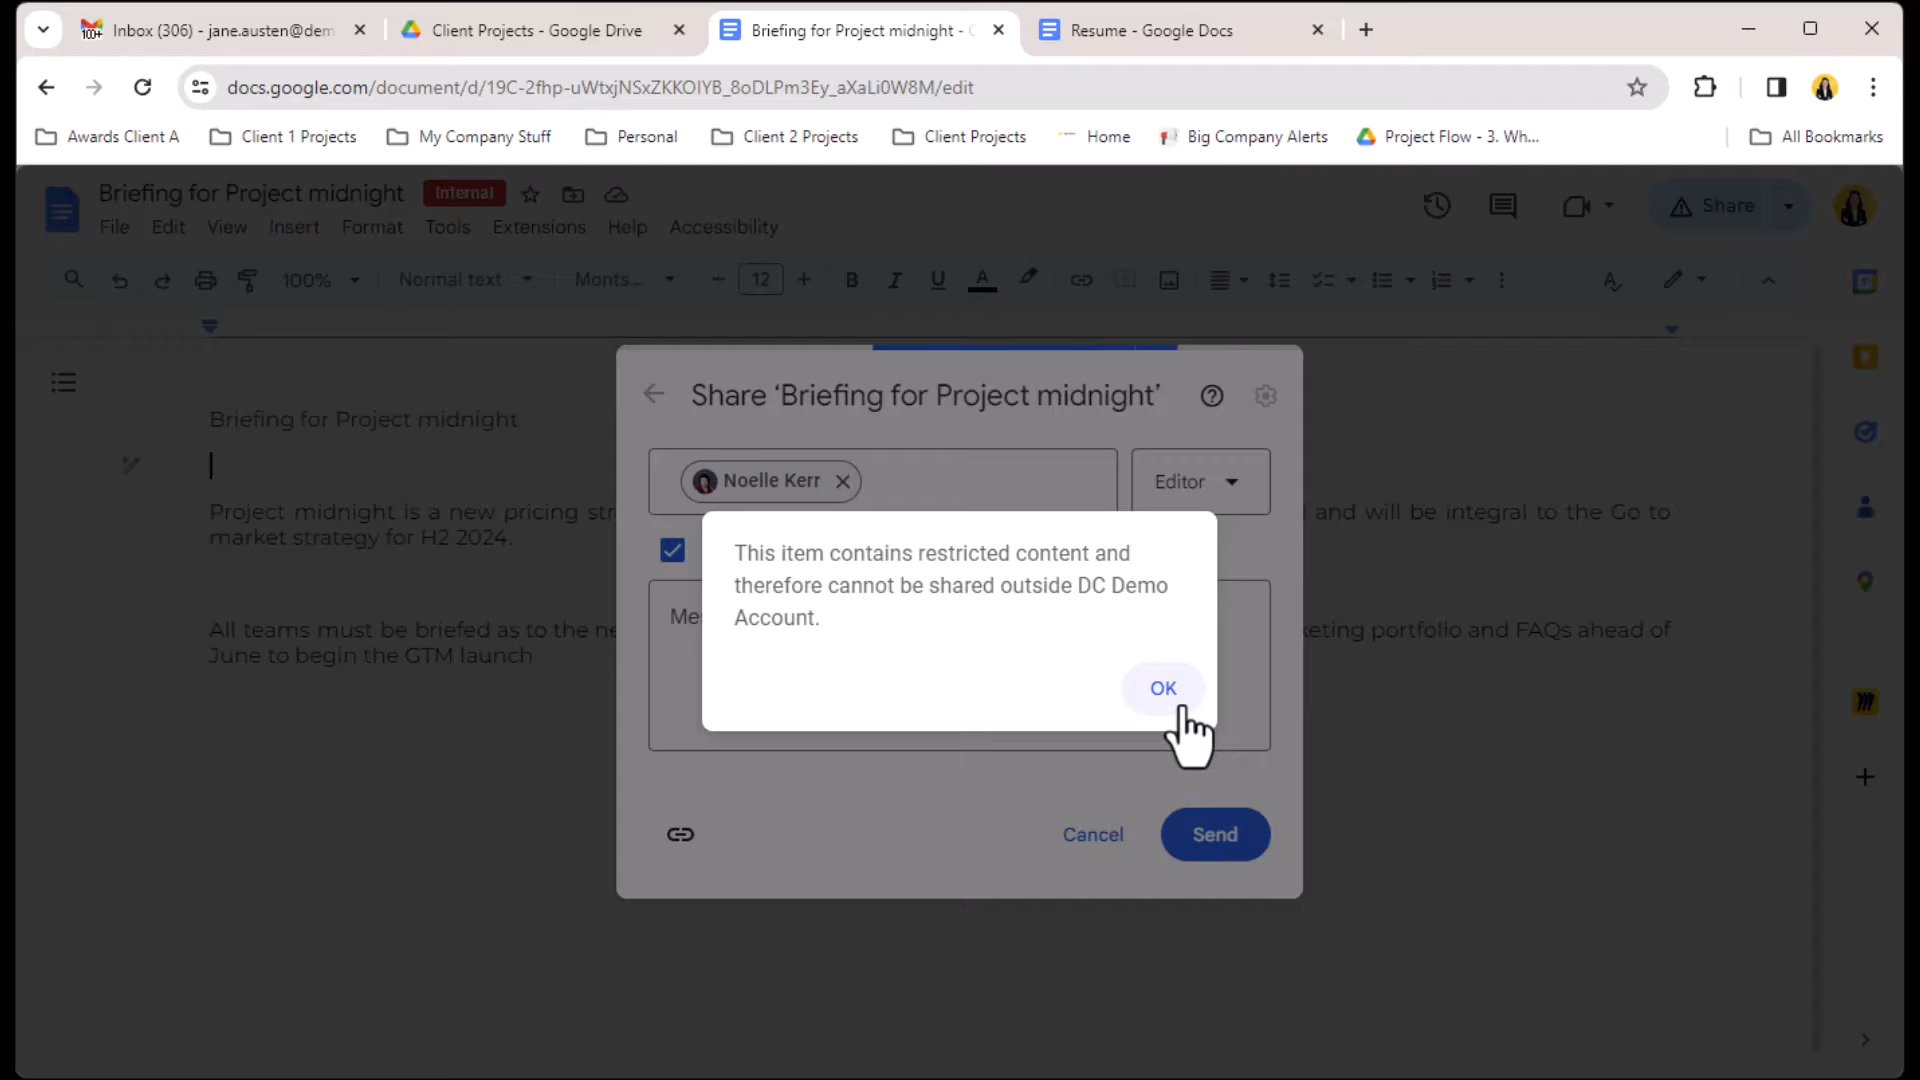 Inbox (306) - jane.austen@dem
Client Projects - Google Drive
Briefing for Project midnight -
Resume - Google Docs
docs.google.com/document/d/19C-2fhp-uWtxjNSxZKKOIYB_8oDLPm3Ey_aXaLi0W8M/edit
Awards Client A
Client 1 Projects
My Company Stuff
Personal
Client 2 Projects
Client Projects
Home
Big Company Alerts
Project Flow - 3. Wh...
All Bookmarks
Briefing for Project midnight
Internal
File Edit View Insert Format Tools Extensions Help Accessibility
Share
100%
Normal text
Monts...
12
Briefing for Project midnight
Project midnight is a new pricing
and will be integral to the Go to
market strategy for H2 2024.
All teams must be briefed as to the
portfolio and FAQs ahead of
June to begin the GTM launch
Share ‘Briefing for Project midnight’
Noelle Kerr
Editor
This item contains restricted content and
therefore cannot be shared outside DC Demo
Account.
OK
Cancel
Send